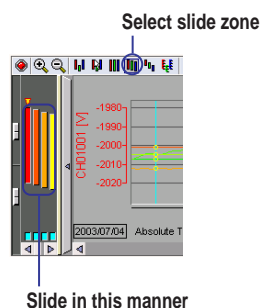 Select slide zone
-1980
-1990
-2000
-2010
-2020
CH01001 [V]
2003/07/04 Absolute T
Slide in this manner